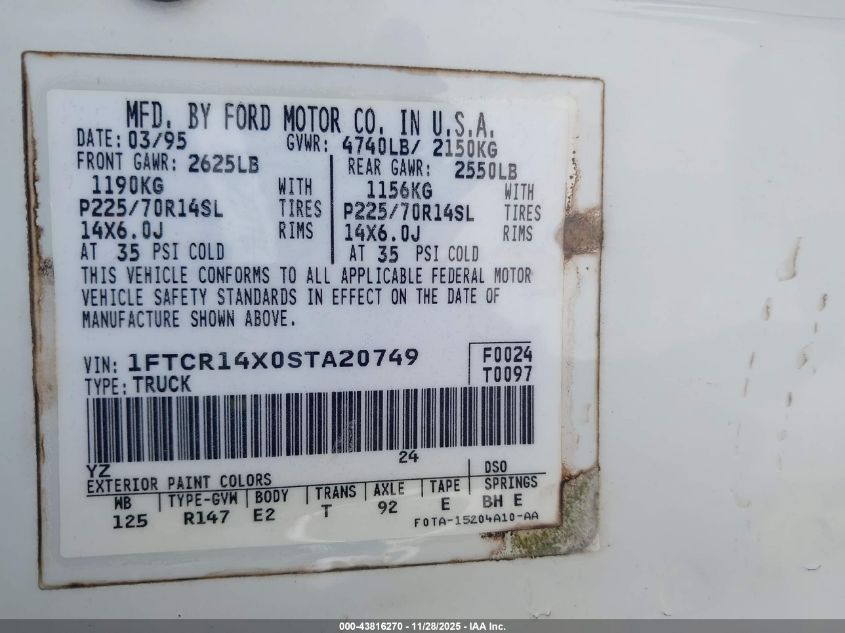 MFD. BY FORD MOTOR CO. IN U.S.A.
DATE: 03/95 GVWR: 4740LB/ 2150KG
FRONT GAWR: 2625LB REAR GAWR: 2550LB
1190KG WITH 1156KG WITH
P225/70R14SL TIRES P225/70R14SL TIRES
14X6.0J RIMS 14X6.0J RIMS
AT 35 PSI COLD AT 35 PSI COLD
THIS VEHICLE CONFORMS TO ALL APPLICABLE FEDERAL MOTOR
VEHICLE SAFETY STANDARDS IN EFFECT ON THE DATE OF
MANUFACTURE SHOWN ABOVE.
VIN: 1FTCR14X0STA20749 F0024
TYPE: TRUCK T0097
24
YZ
EXTERIOR PAINT COLORS DSO
WB TYPE-GVW BODY TRANS AXLE TAPE SPRINGS
125 R147 E2 T 92 E BH E
F0TA-15204A10-AA
000-43816270 - 11/28/2025 - IAA Inc.